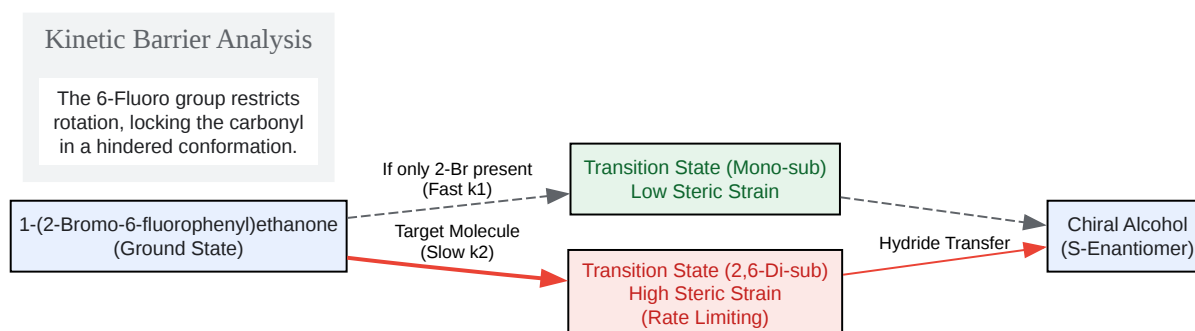 Kinetic Barrier Analysis
The 6-Fluoro group restricts
rotation, locking the carbonyl
in a hindered conformation.
1-(2-Bromo-6-fluorophenyl)ethanone
(Ground State)
If only 2-Br present
(Fast k1)
Target Molecule
(Slow k2)
Transition State (Mono-sub)
Low Steric Strain
Transition State (2,6-Di-sub)
High Steric Strain
(Rate Limiting)
Hydride Transfer
Chiral Alcohol
(S-Enantiomer)